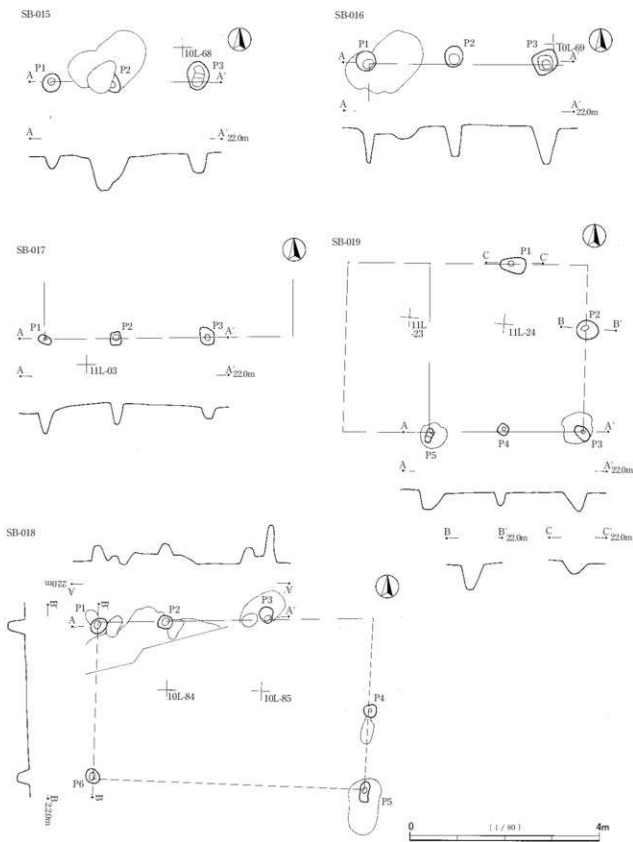 SB-015
10L-68
P1
P2
P3
A
A'
A
A' 22.0m
SB-016
10L-69
P1
P2
P3
A
A'
A
A' 22.0m
SB-017
P1
P2
P3
A
A'
11L-03
A
A' 22.0m
SB-019
C
P1
C'
11L
-23
11L-24
P2
B
B'
A
A'
P5
P4
P3
A
A' 22.0m
B
B' 22.0m
C
C' 22.0m
SB-018
22.0m
A
A'
B'
P1
B'
P2
P3
A
A'
10L-84
10L-85
P4
P6
B
B
22.0m
P5
0
(1/80)
4m